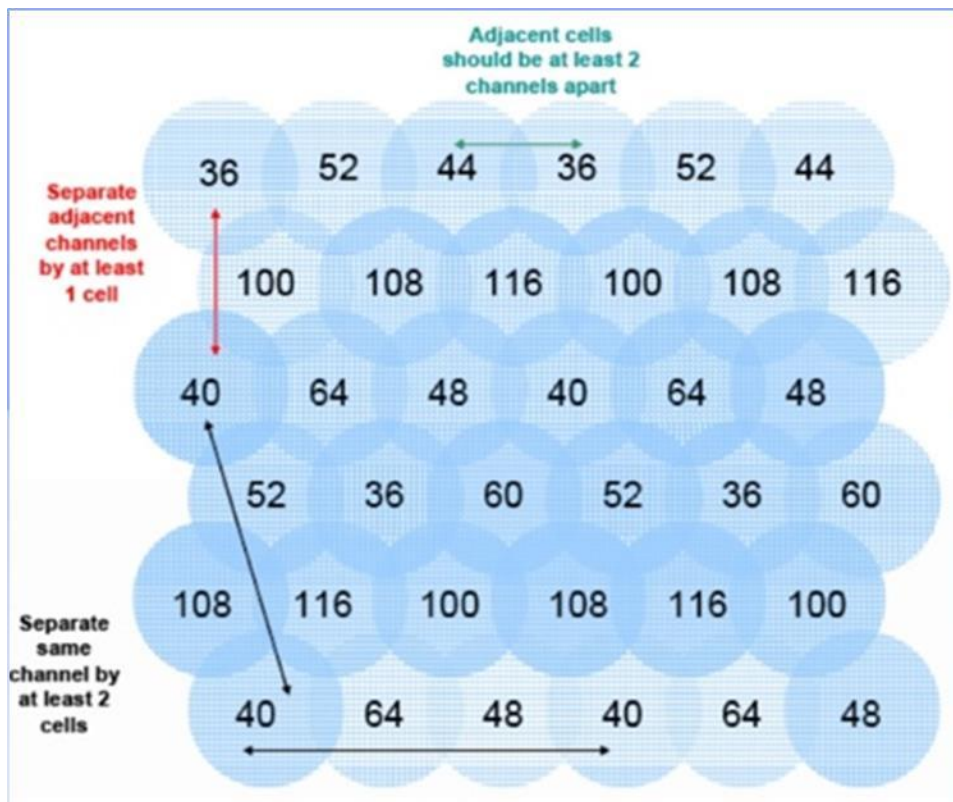 Adjacent cells
should be at least 2
channels apart
36 52 44 36 52 44
Separate
adjacent
channels
by at least
1 cell
100 108 116 100 108 116
40 64 48 40 64 48
52 36 60 52 36 60
108 116 100 108 116 100
Separate
same
channel by
at least 2
cells
40 64 48 40 64 48